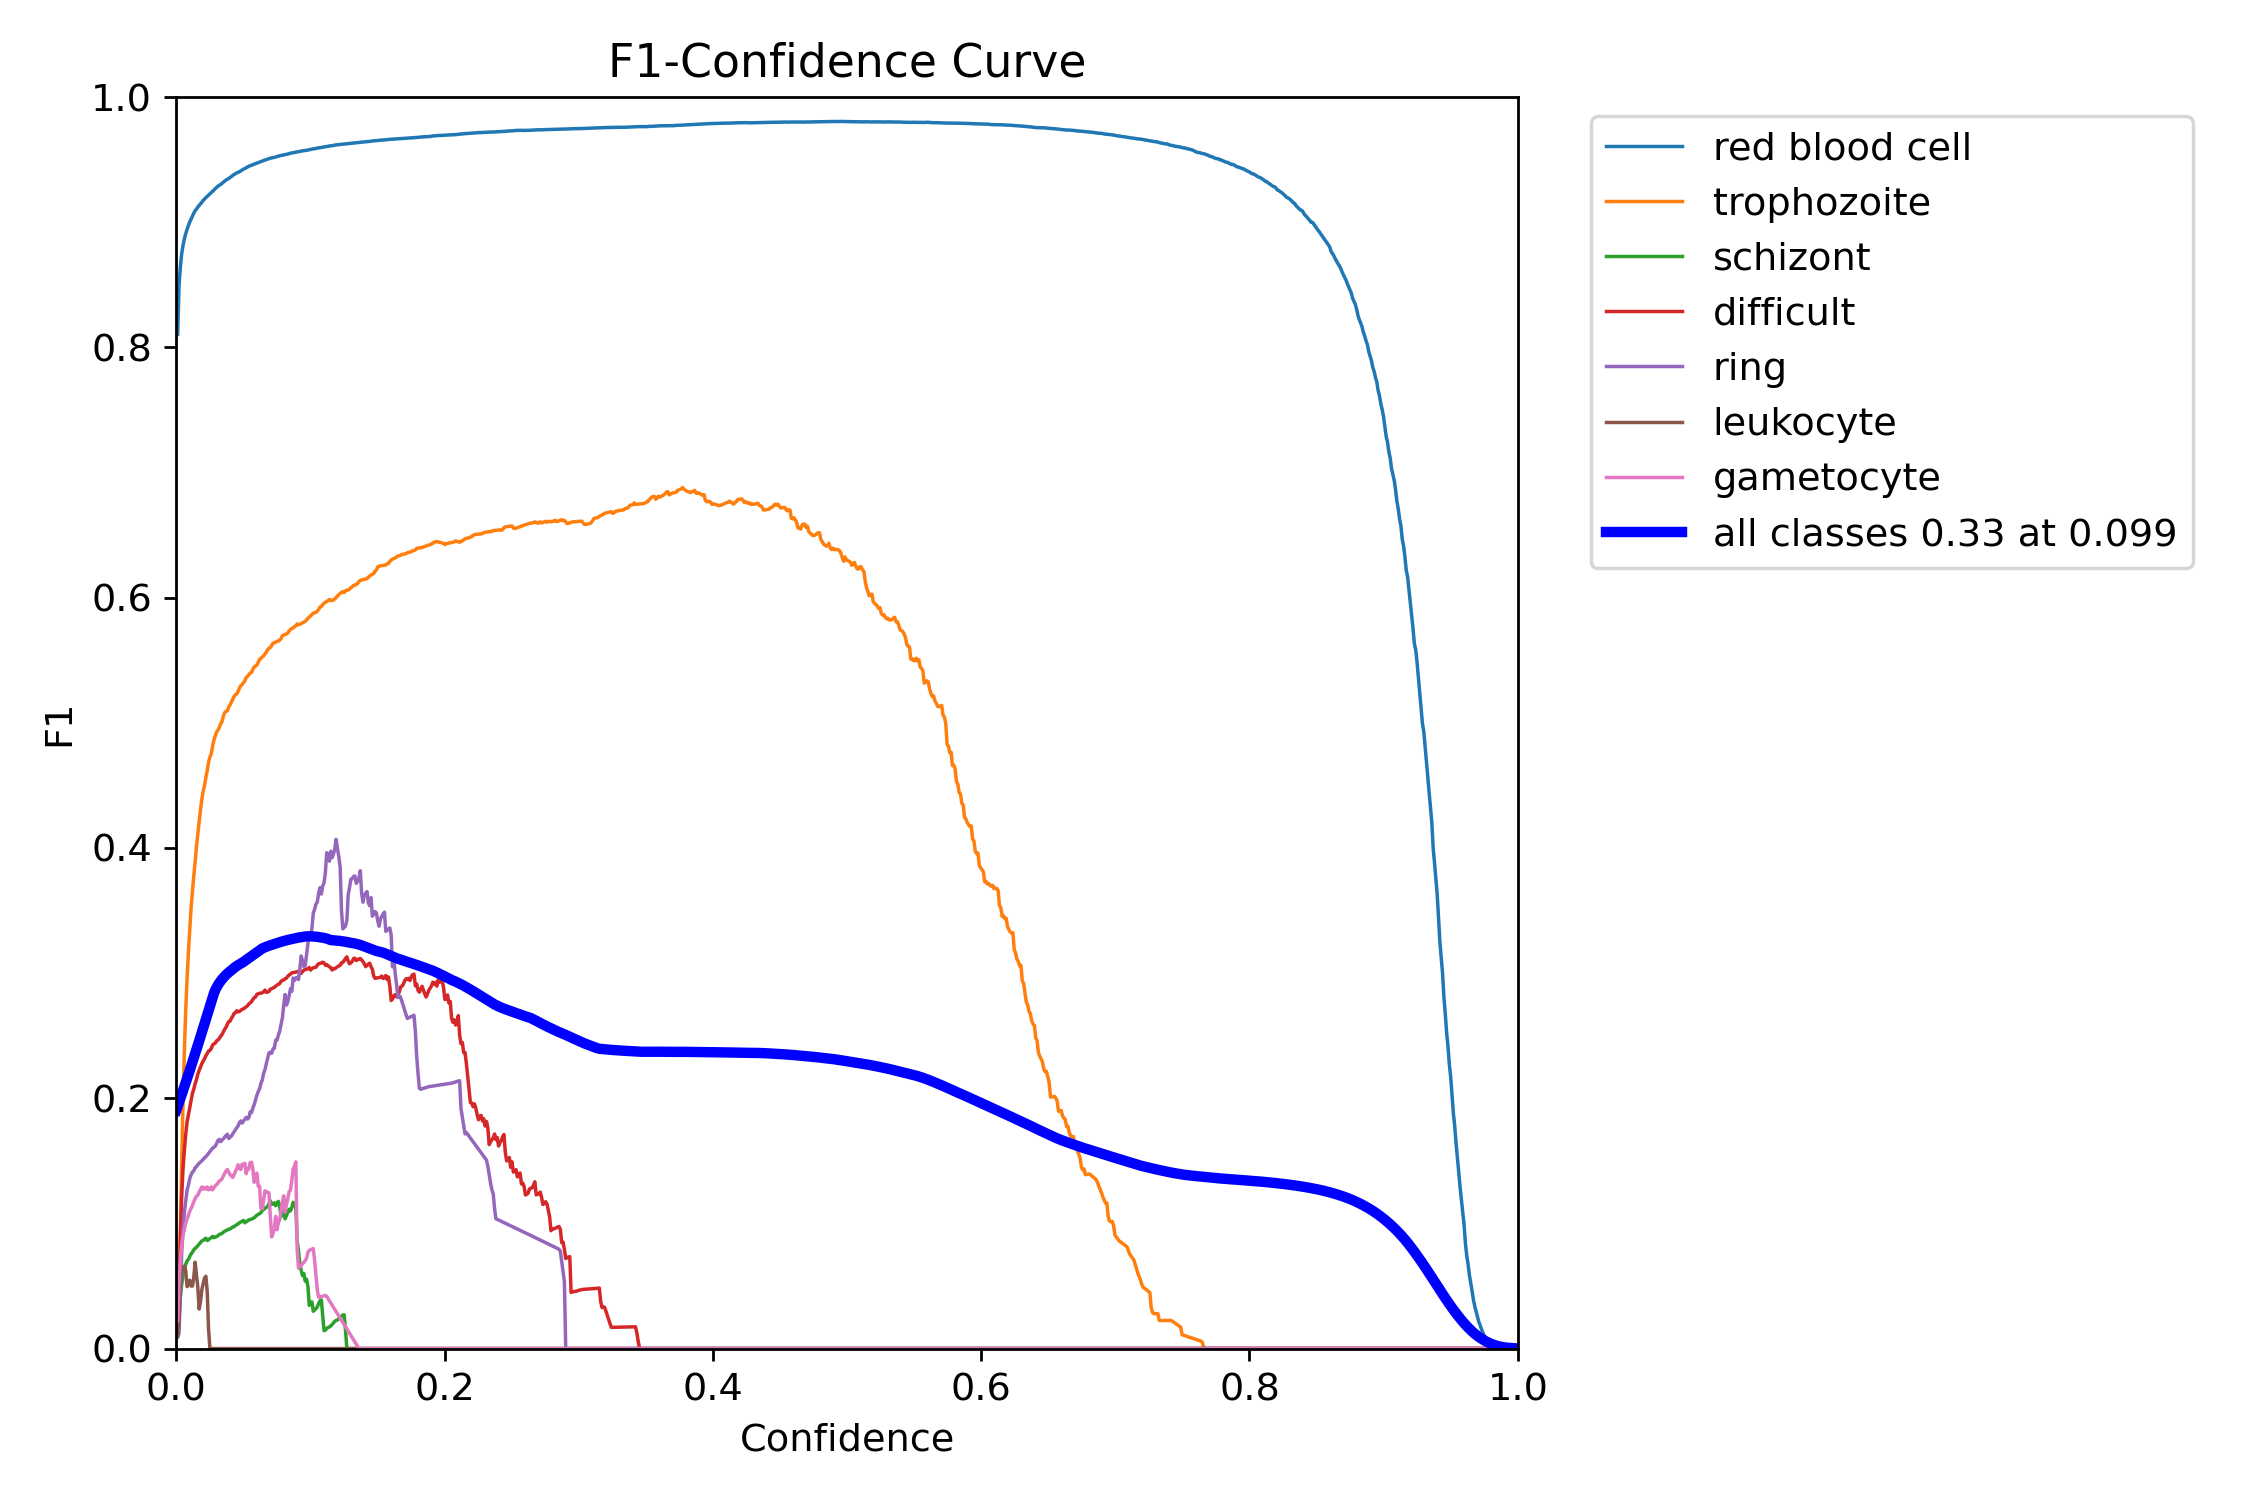 F1-Confidence Curve
1.0
0.8
0.6
0.4
0.2
0.0
F1
0.0 0.2 0.4 0.6 0.8 1.0
Confidence
red blood cell
trophozoite
schizont
difficult
ring
leukocyte
gametocyte
all classes 0.33 at 0.099